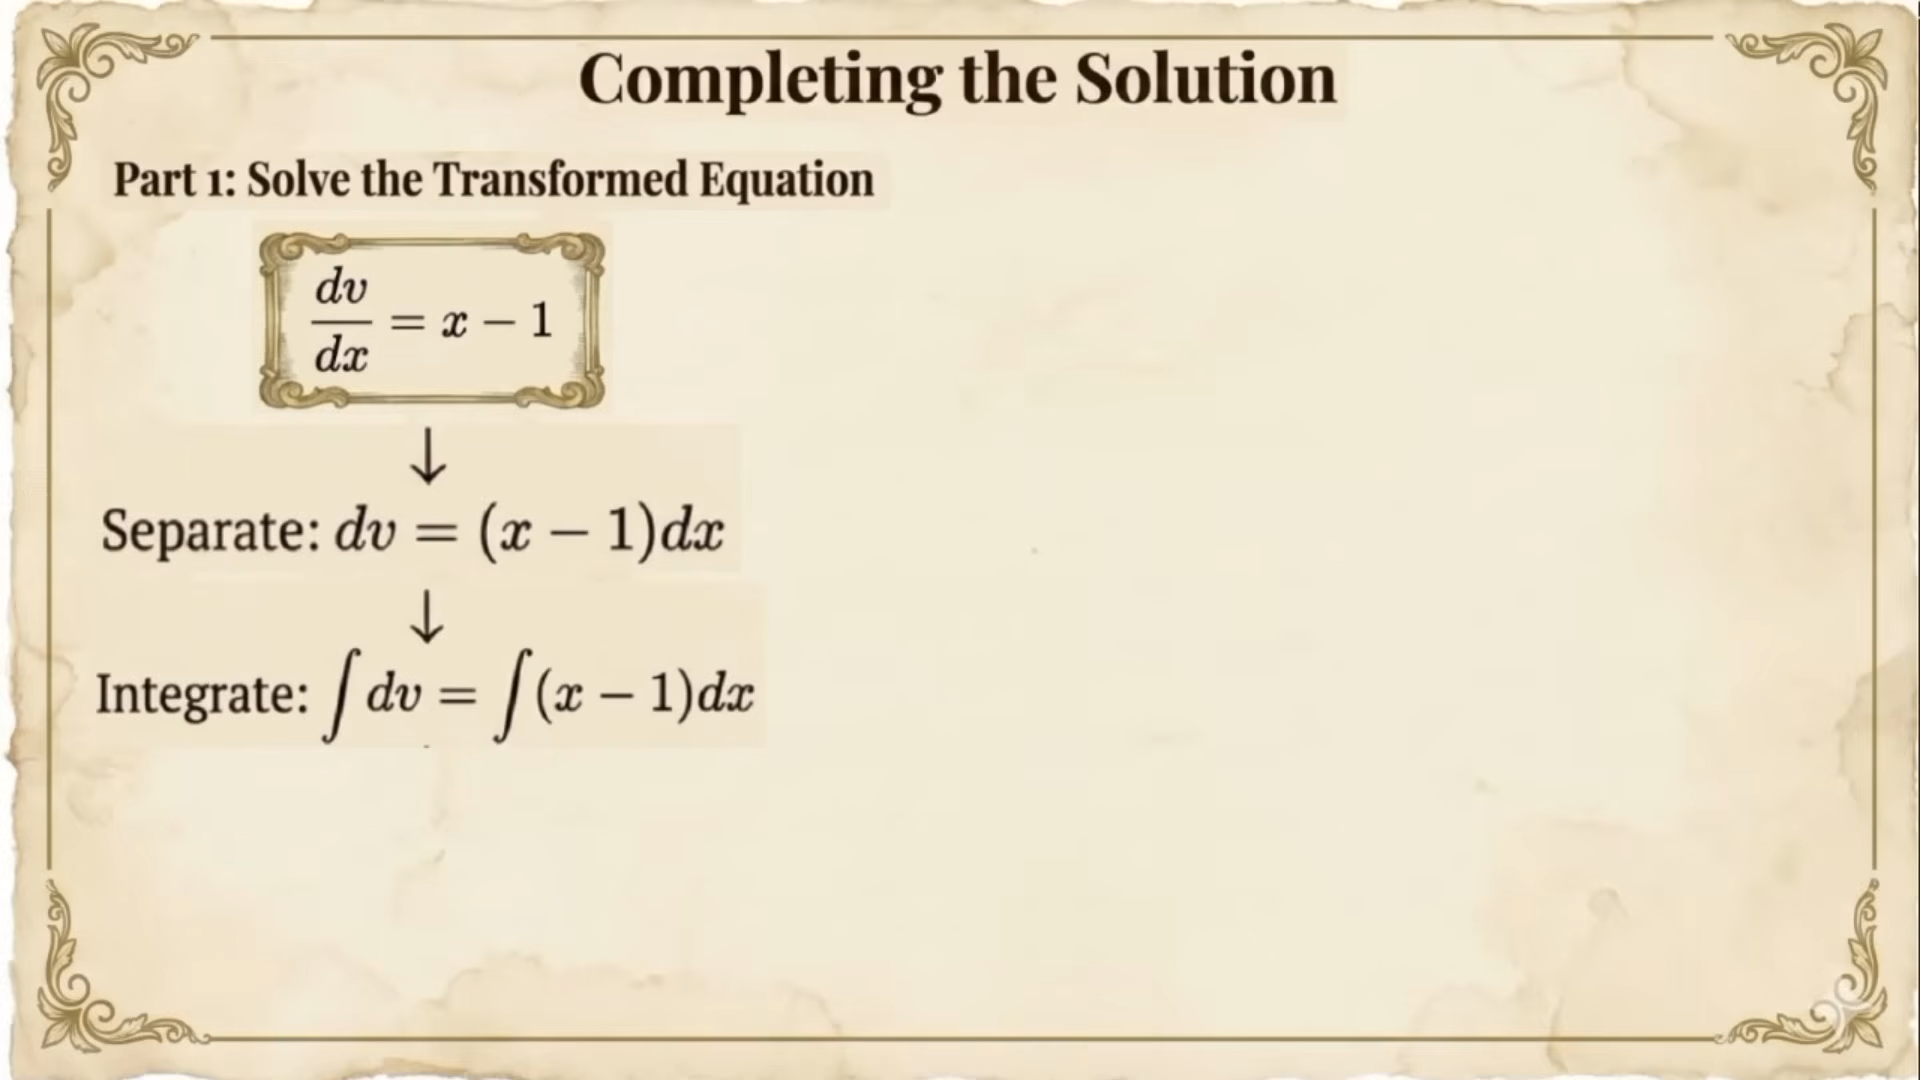 Completing the Solution
Part 1: Solve the Transformed Equation
dv/dx = x − 1
↓
Separate: dv = (x − 1)dx
↓
Integrate: ∫ dv = ∫(x − 1)dx